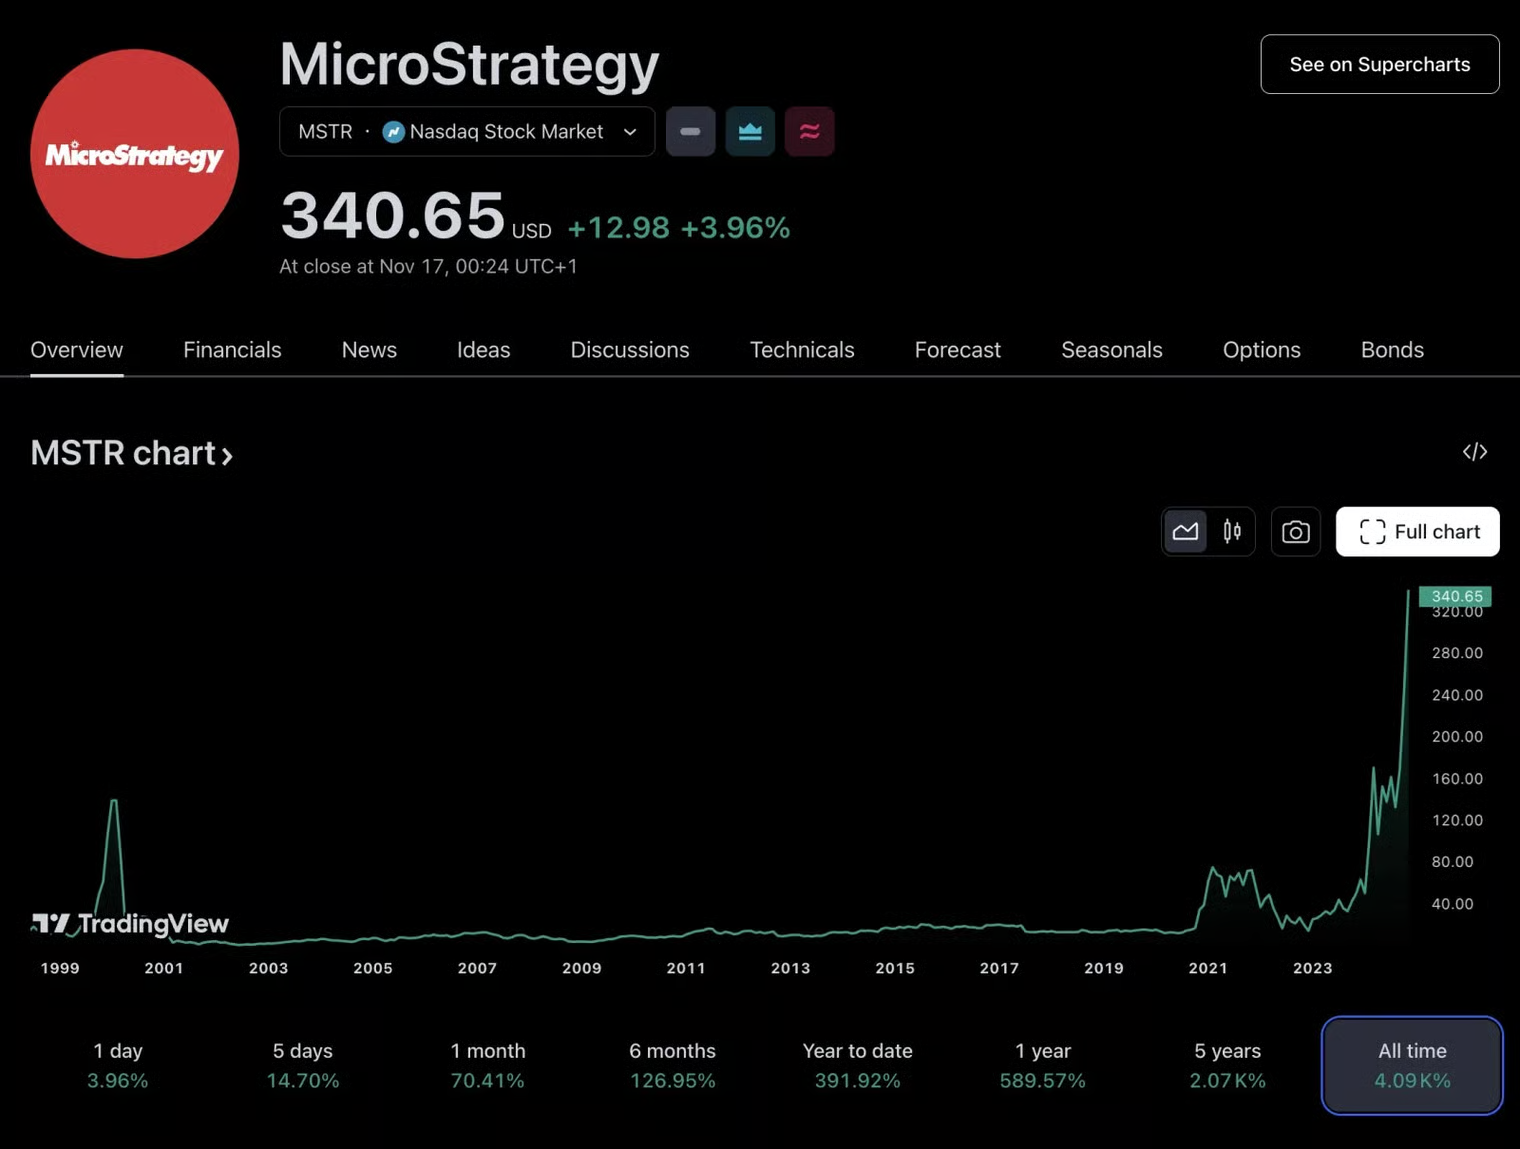 MicroStrategy
See on Supercharts
MicroStrategy
MSTR · Nasdaq Stock Market
340.65 USD +12.98 +3.96%
At close at Nov 17, 00:24 UTC+1
Overview Financials News Ideas Discussions Technicals Forecast Seasonals Options Bonds
MSTR chart ›
</>
Full chart
340.65
320.00
280.00
240.00
200.00
160.00
120.00
80.00
40.00
TradingView
1999 2001 2003 2005 2007 2009 2011 2013 2015 2017 2019 2021 2023
1 day 5 days 1 month 6 months Year to date 1 year 5 years All time
3.96% 14.70% 70.41% 126.95% 391.92% 589.57% 2.07K% 4.09K%